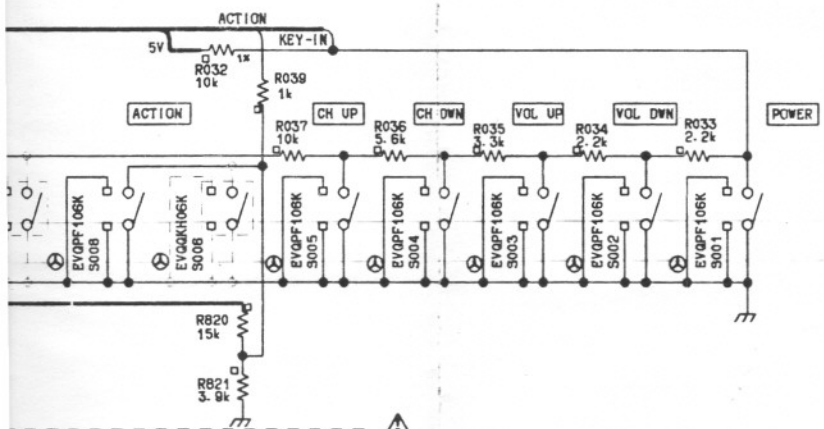 ACTION
5V
1%
KEY-IN
R032
10k
R039
1k
ACTION
R037
10k
CH UP
R036
5.6k
CH DWN
R035
3.3k
VOL UP
R034
2.2k
VOL DWN
R033
2.2k
POWER
EVQPF106K
S008
EVQQKH06K
S006
EVQPF106K
S005
EVQPF106K
S004
EVQPF106K
S003
EVQPF106K
S002
EVQPF106K
S001
R820
15k
R821
3.9k